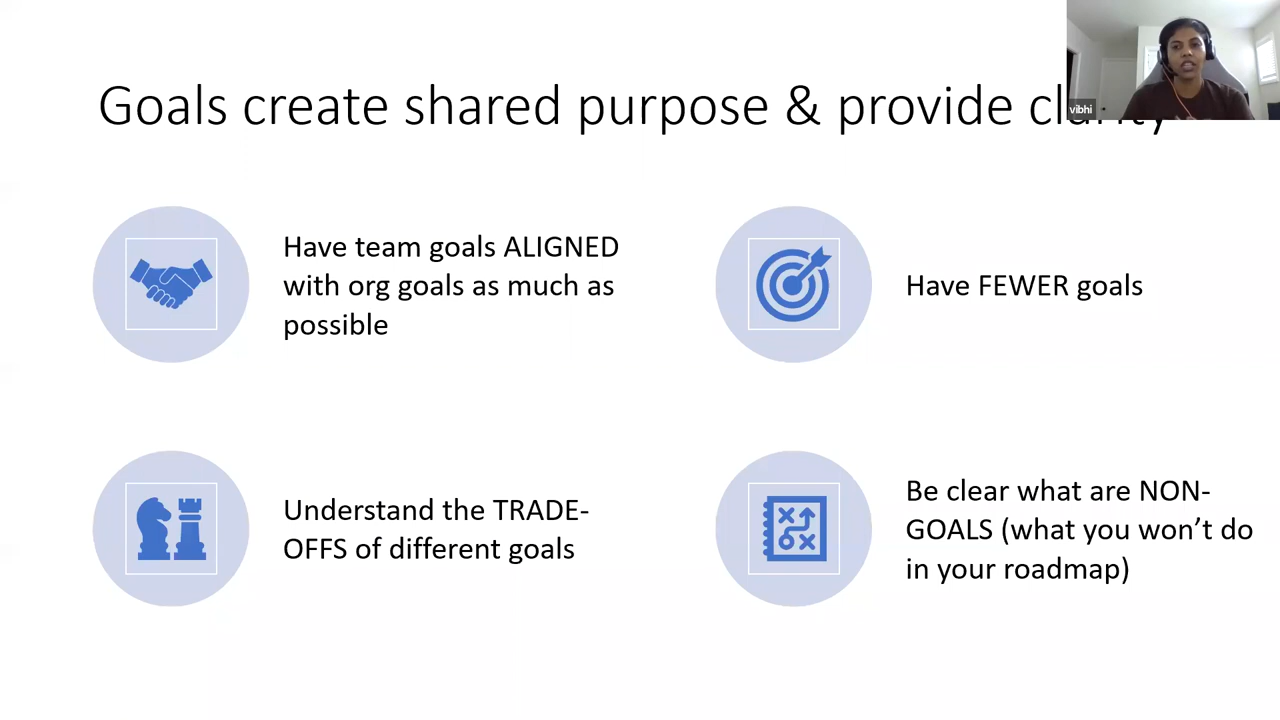 Goals create shared purpose & provide clarity
vibhi
Have team goals ALIGNED
with org goals as much as
possible
Have FEWER goals
Understand the TRADE-
OFFS of different goals
Be clear what are NON-
GOALS (what you won’t do
in your roadmap)